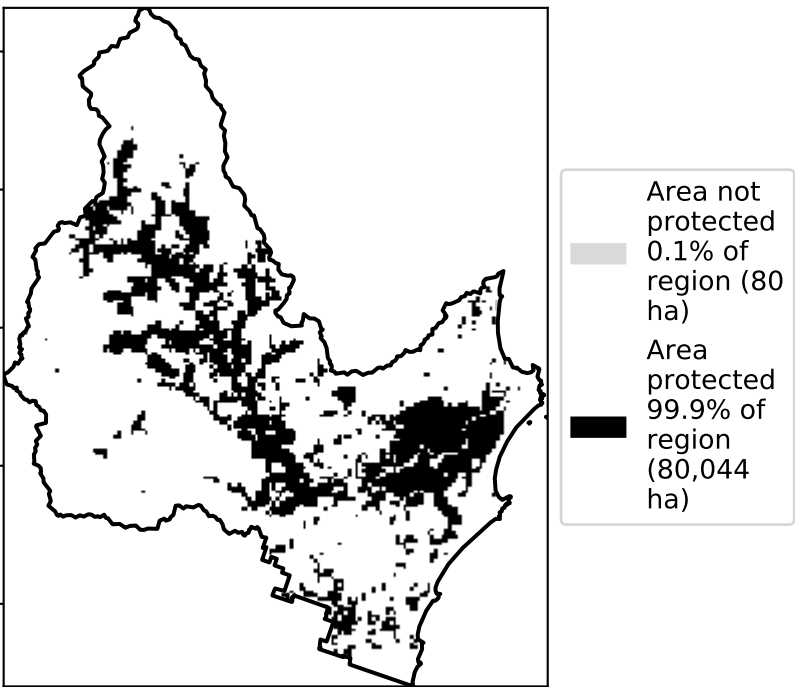 Area not
protected
0.1% of
region (80
ha)
Area
protected
99.9% of
region
(80,044
ha)